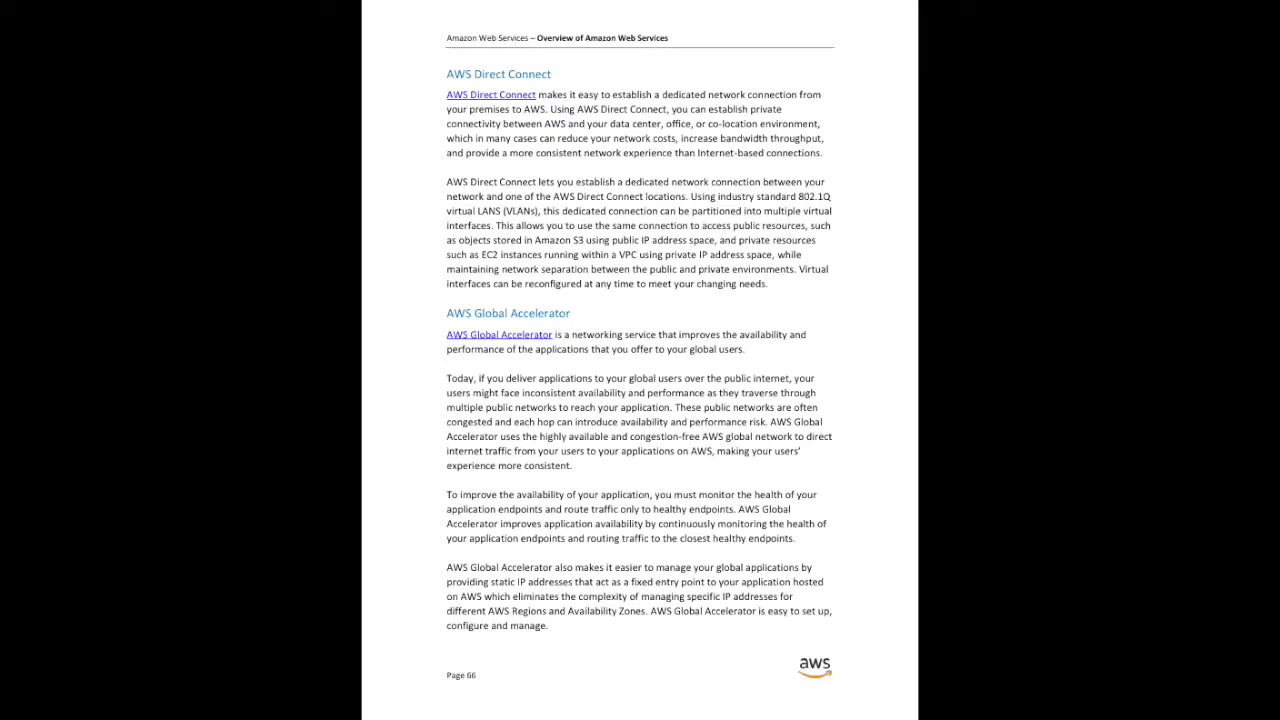 Amazon Web Services – Overview of Amazon Web Services
AWS Direct Connect
AWS Direct Connect makes it easy to establish a dedicated network connection from
your premises to AWS. Using AWS Direct Connect, you can establish private
connectivity between AWS and your data center, office, or co-location environment,
which in many cases can reduce your network costs, increase bandwidth throughput,
and provide a more consistent network experience than Internet-based connections.
AWS Direct Connect lets you establish a dedicated network connection between your
network and one of the AWS Direct Connect locations. Using industry standard 802.1Q
virtual LANS (VLANs), this dedicated connection can be partitioned into multiple virtual
interfaces. This allows you to use the same connection to access public resources, such
as objects stored in Amazon S3 using public IP address space, and private resources
such as EC2 instances running within a VPC using private IP address space, while
maintaining network separation between the public and private environments. Virtual
interfaces can be reconfigured at any time to meet your changing needs.
AWS Global Accelerator
AWS Global Accelerator is a networking service that improves the availability and
performance of the applications that you offer to your global users.
Today, if you deliver applications to your global users over the public internet, your
users might face inconsistent availability and performance as they traverse through
multiple public networks to reach your application. These public networks are often
congested and each hop can introduce availability and performance risk. AWS Global
Accelerator uses the highly available and congestion-free AWS global network to direct
internet traffic from your users to your applications on AWS, making your users’
experience more consistent.
To improve the availability of your application, you must monitor the health of your
application endpoints and route traffic only to healthy endpoints. AWS Global
Accelerator improves application availability by continuously monitoring the health of
your application endpoints and routing traffic to the closest healthy endpoints.
AWS Global Accelerator also makes it easier to manage your global applications by
providing static IP addresses that act as a fixed entry point to your application hosted
on AWS which eliminates the complexity of managing specific IP addresses for
different AWS Regions and Availability Zones. AWS Global Accelerator is easy to set up,
configure and manage.
aws
Page 66